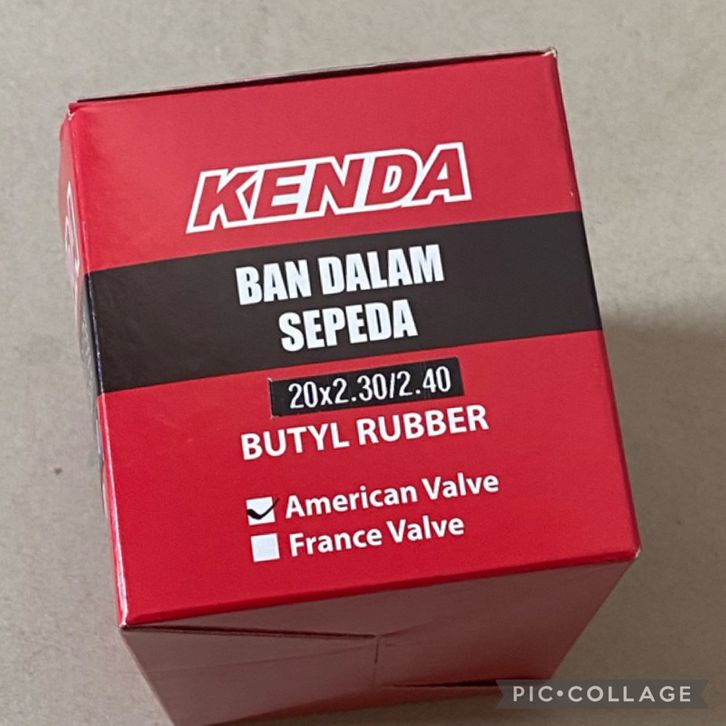 KENDA
BAN DALAM
SEPEDA
20x2.30/2.40
BUTYL RUBBER
American Valve
France Valve
PIC•COLLAGE